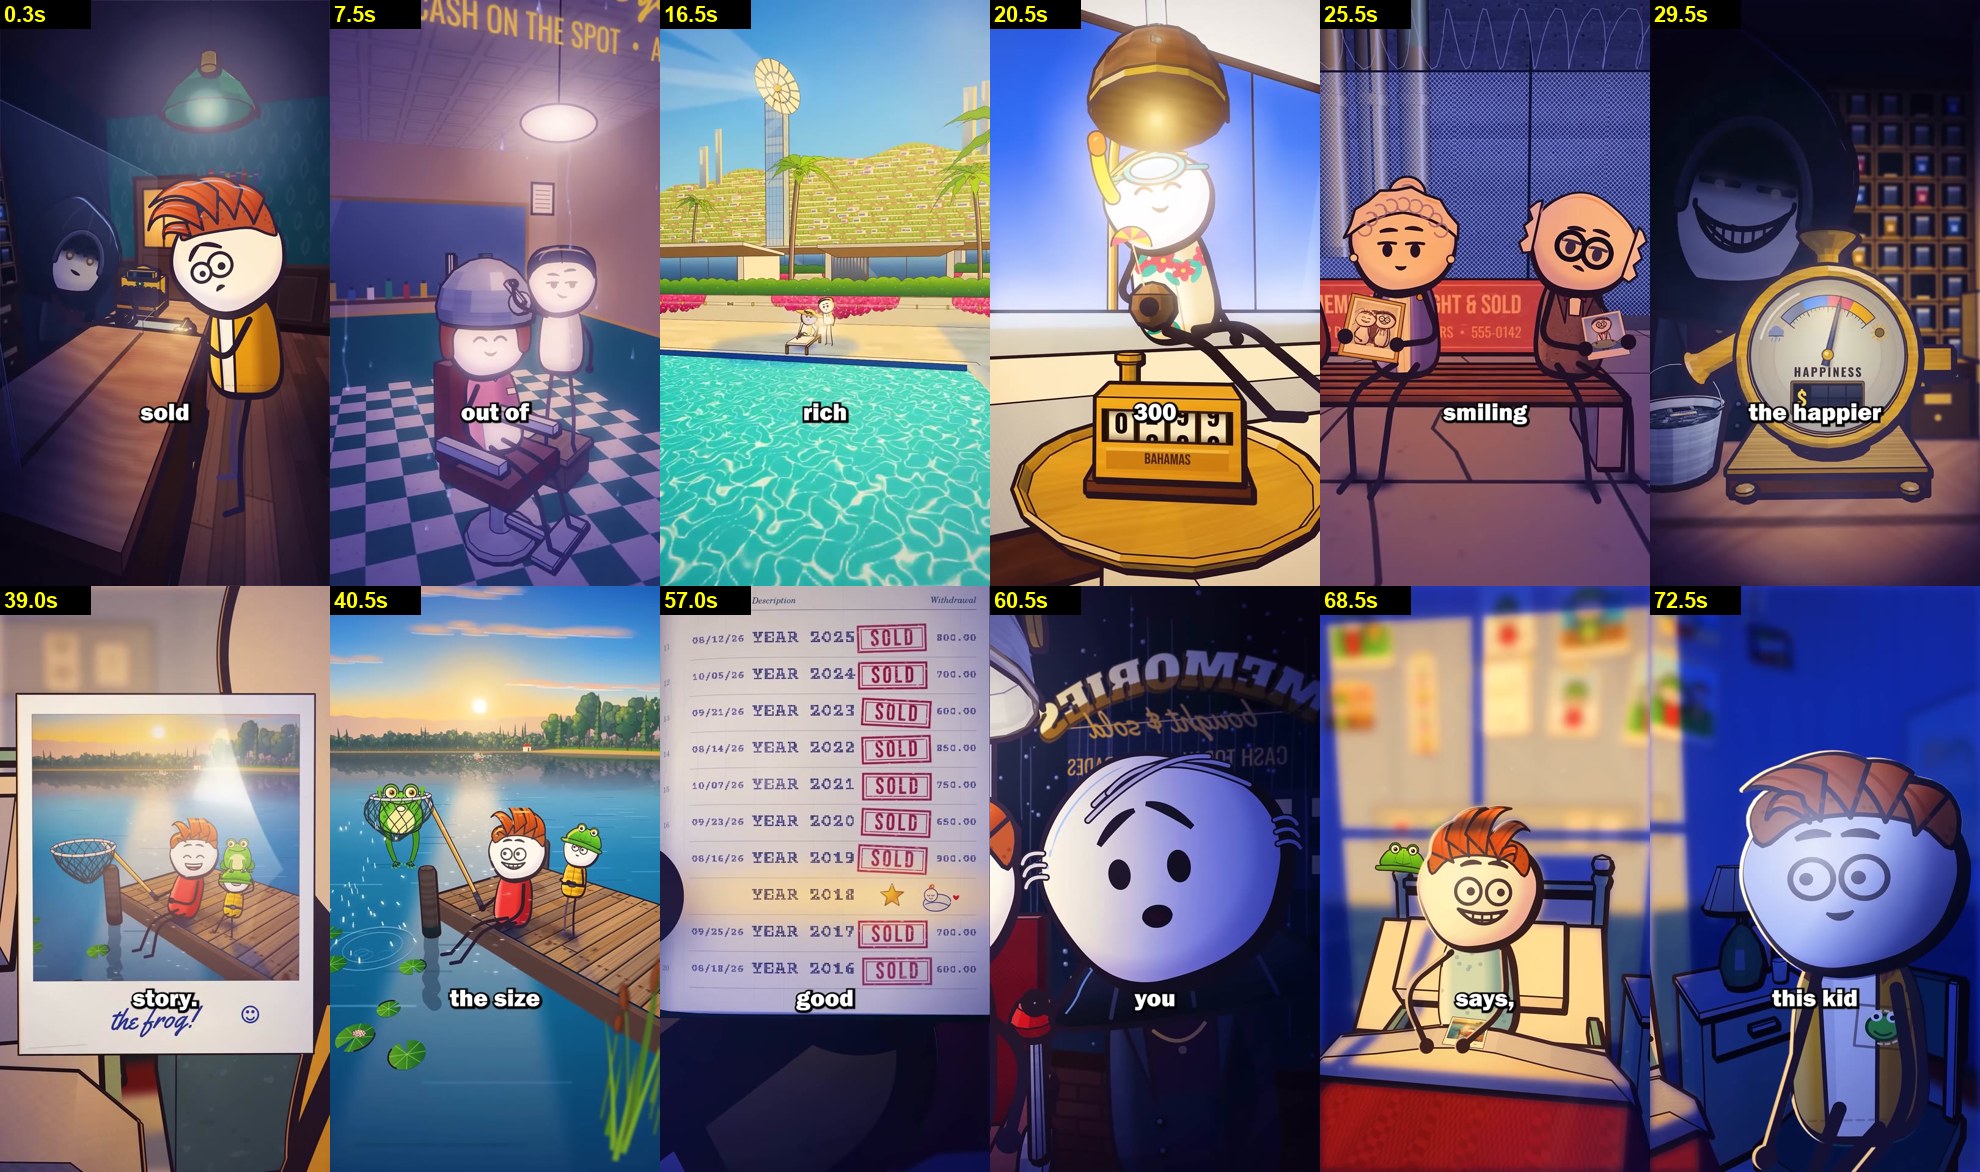 0.3s
sold
7.5s
CASH ON THE SPOT • A
out of
16.5s
rich
20.5s
300
BAHAMAS
25.5s
GHT & SOLD
555-0142
smiling
29.5s
HAPPINESS
$
the happier
39.0s
story.
the frog!
40.5s
the size
57.0s
Description Withdrawal
08/12/26 YEAR 2025 SOLD 800.00
10/05/26 YEAR 2024 SOLD 700.00
09/21/26 YEAR 2023 SOLD 600.00
08/14/26 YEAR 2022 SOLD 850.00
10/07/26 YEAR 2021 SOLD 750.00
09/23/26 YEAR 2020 SOLD 650.00
08/16/26 YEAR 2019 SOLD 900.00
YEAR 2018
09/25/26 YEAR 2017 SOLD 700.00
08/18/26 YEAR 2016 SOLD 600.00
good
60.5s
MEMORIES
bought & sold
CASH
you
68.5s
says,
72.5s
this kid